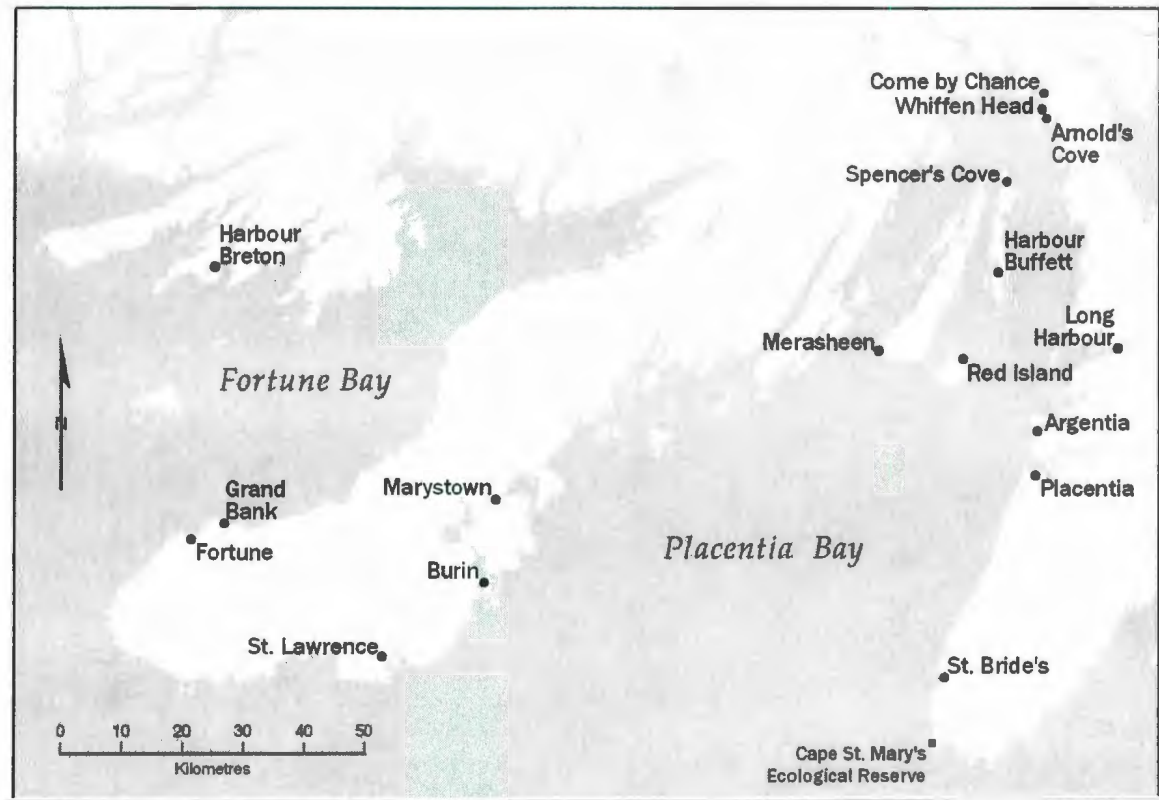 Come by Chance
Whiffen Head
Arnold's
Cove
Spencer's Cove
Harbour
Breton
Harbour
Buffett
Long
Harbour
Merasheen
Red Island
Fortune Bay
N
Argentia
Grand
Bank
Marystown
Placentia
Fortune
Placentia Bay
Burin
St. Lawrence
St. Bride's
0 10 20 30 40 50
Kilometres
Cape St. Mary's
Ecological Reserve